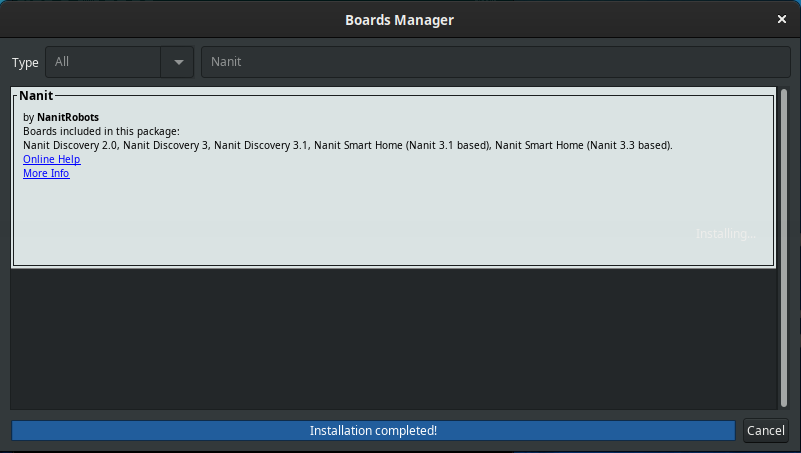 Boards Manager
Type All Nanit
Nanit
by NanitRobots
Boards included in this package:
Nanit Discovery 2.0, Nanit Discovery 3, Nanit Discovery 3.1, Nanit Smart Home (Nanit 3.1 based), Nanit Smart Home (Nanit 3.3 based).
Online Help
More Info
Installing...
Installation completed! Cancel